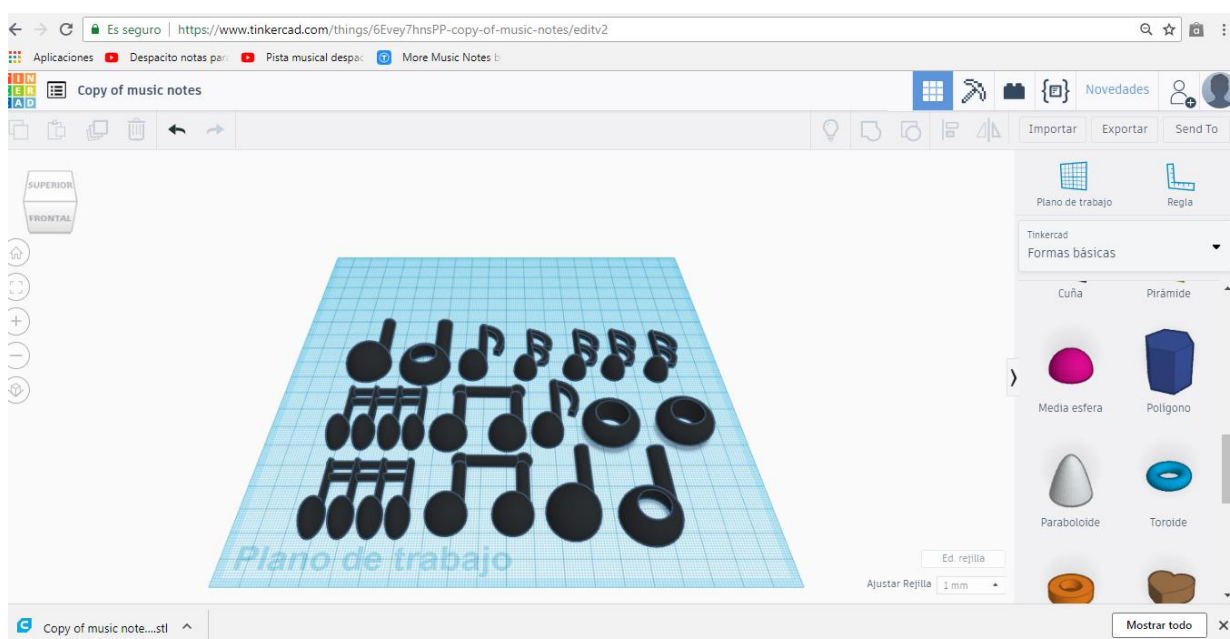 Es seguro | https://www.tinkercad.com/things/6Evey7hnsPP-copy-of-music-notes/editv2
Aplicaciones Despacito notas par Pista musical despac More Music Notes b
TIN
KER
CAD
Copy of music notes
Novedades
Importar Exportar Send To
SUPERIOR
FRONTAL
Plano de trabajo Regla
Tinkercad
Formas básicas
Cuña Pirámide
Media esfera Polígono
Paraboloide Toroide
Plano de trabajo
Ed. rejilla
Ajustar Rejilla 1 mm
Copy of music note....stl
Mostrar todo